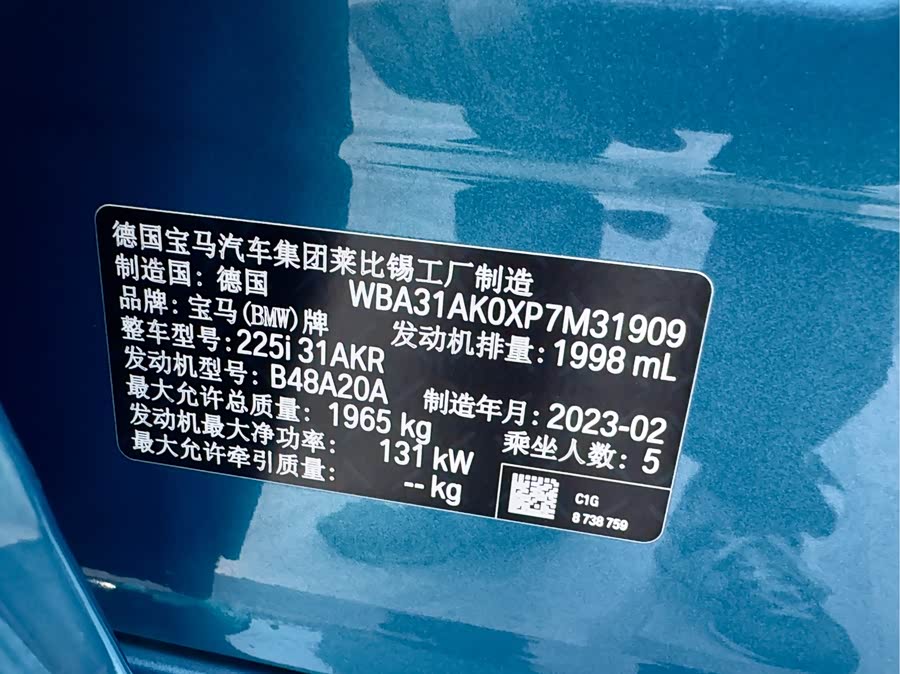 德国宝马汽车集团莱比锡工厂制造
制造国：德国 WBA31AK0XP7M31909
品牌：宝马(BMW)牌 发动机排量：1998 mL
整车型号：225i 31AKR
发动机型号：B48A20A 制造年月：2023-02
最大允许总质量：1965 kg 乘坐人数：5
发动机最大净功率：131 kW
最大允许牵引质量：-- kg
C1G
8 738 759